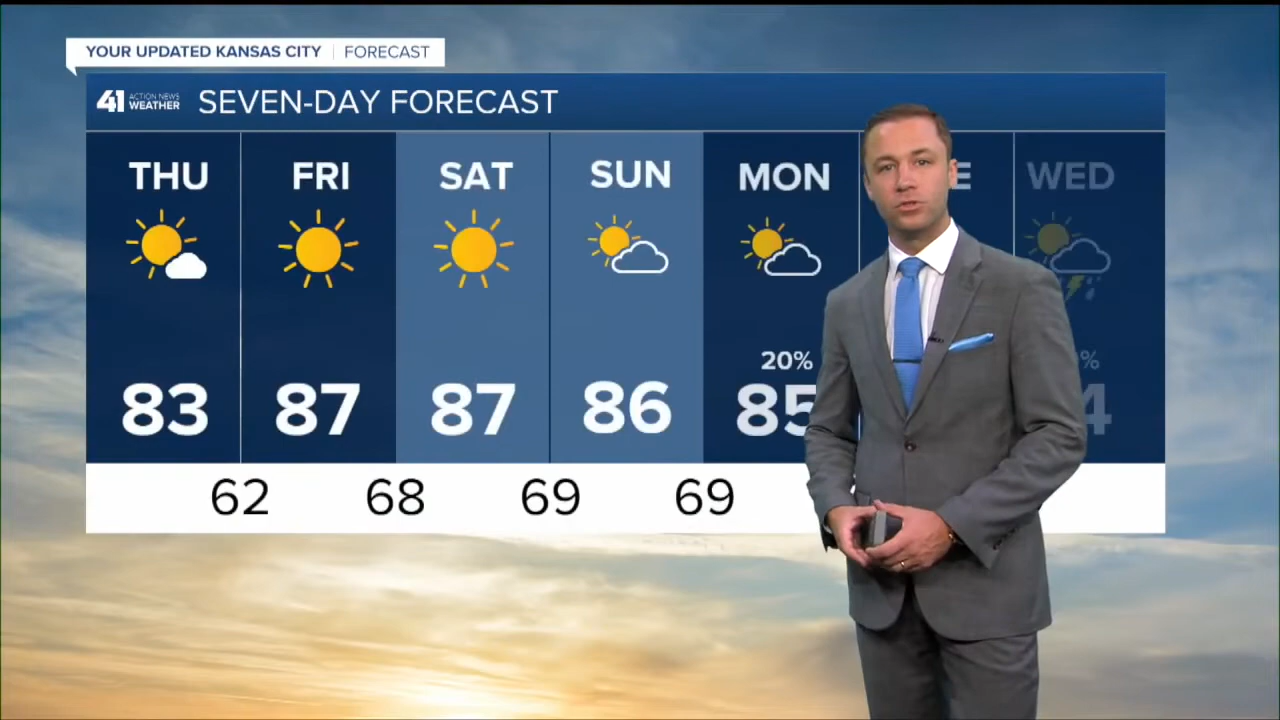 YOUR UPDATED KANSAS CITY | FORECAST
41 ACTION NEWS WEATHER
SEVEN-DAY FORECAST
THU FRI SAT SUN MON WED
20%
83 87 87 86 85
62 68 69 69